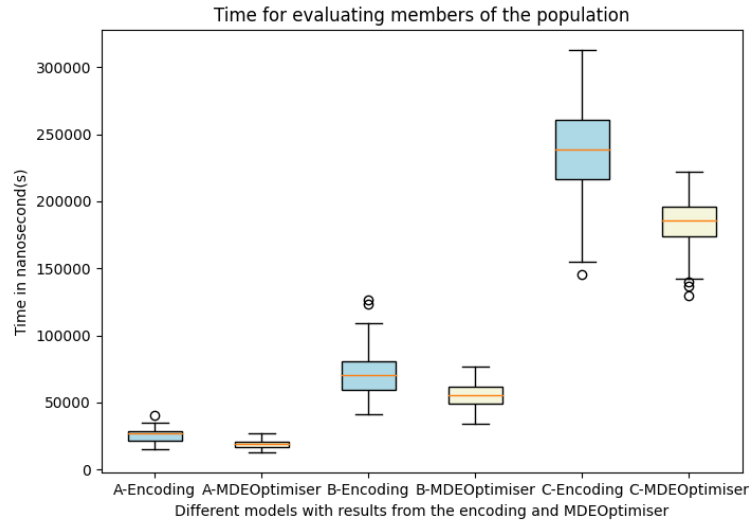 Time for evaluating members of the population
Time in nanosecond(s)
300000
250000
200000
150000
100000
50000
0
A-Encoding A-MDEOptimiser B-Encoding B-MDEOptimiser C-Encoding C-MDEOptimiser
Different models with results from the encoding and MDEOptimiser